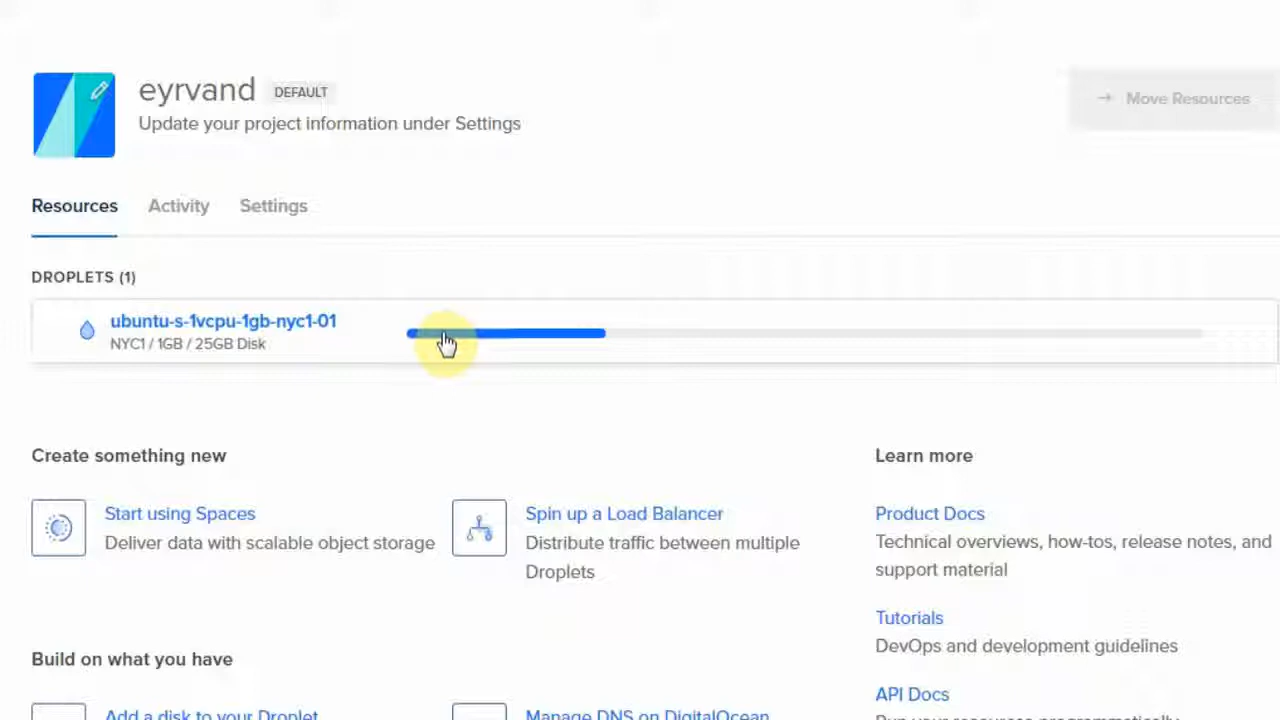 eyrvand DEFAULT
Update your project information under Settings
→ Move Resources
Resources Activity Settings
DROPLETS (1)
ubuntu-s-1vcpu-1gb-nyc1-01
NYC1 / 1GB / 25GB Disk
Create something new
Start using Spaces
Deliver data with scalable object storage
Spin up a Load Balancer
Distribute traffic between multiple
Droplets
Learn more
Product Docs
Technical overviews, how-tos, release notes, and
support material
Tutorials
DevOps and development guidelines
API Docs
Run your resources programmatically
Build on what you have
Add a disk to your Droplet
Manage DNS on DigitalOcean